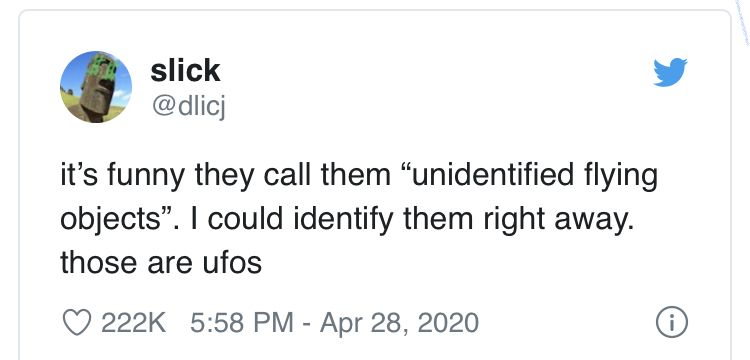 slick
@dlicj
it’s funny they call them “unidentified flying
objects”. I could identify them right away.
those are ufos
222K 5:58 PM - Apr 28, 2020